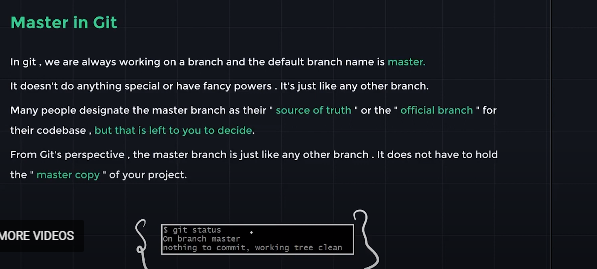 Master in Git
In git , we are always working on a branch and the default branch name is master.
It doesn't do anything special or have fancy powers . It's just like any other branch.
Many people designate the master branch as their " source of truth " or the " official branch " for
their codebase , but that is left to you to decide.
From Git's perspective , the master branch is just like any other branch . It does not have to hold
the " master copy " of your project.
MORE VIDEOS
$ git status
On branch master
nothing to commit, working tree clean